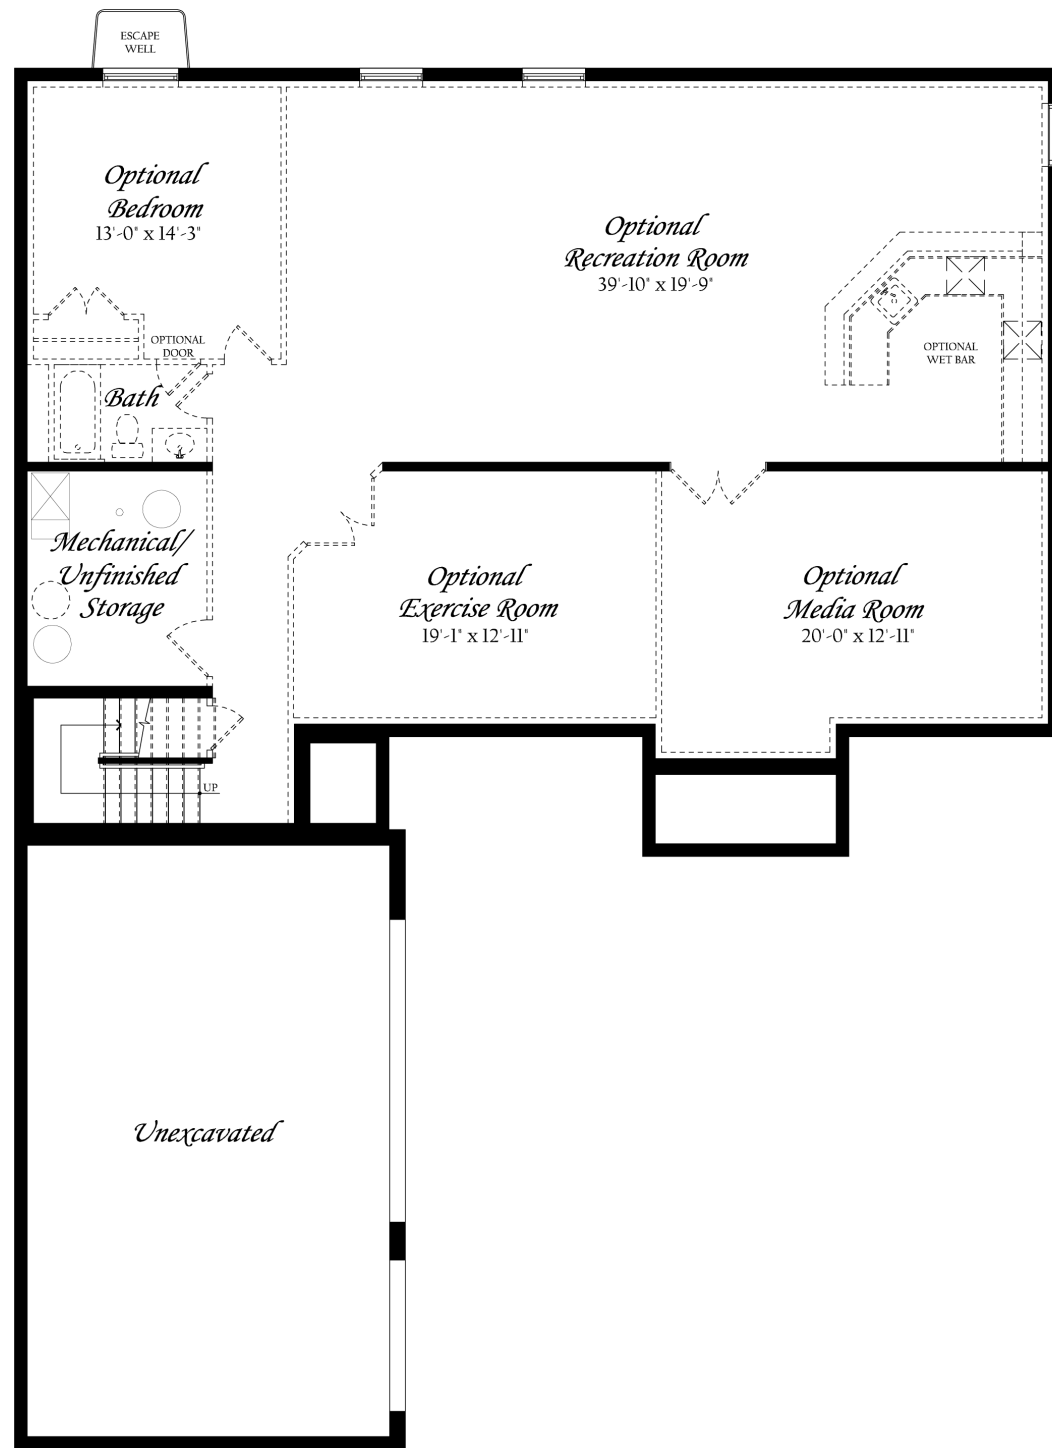 ESCAPE
WELL
Optional
Bedroom
13'-0" x 14'-3"
Optional
Recreation Room
39'-10" x 19'-9"
OPTIONAL
DOOR
OPTIONAL
WET BAR
Bath
Mechanical/
Unfinished
Storage
Optional
Exercise Room
19'-1" x 12'-11"
Optional
Media Room
20'-0" x 12'-11"
UP
Unexcavated